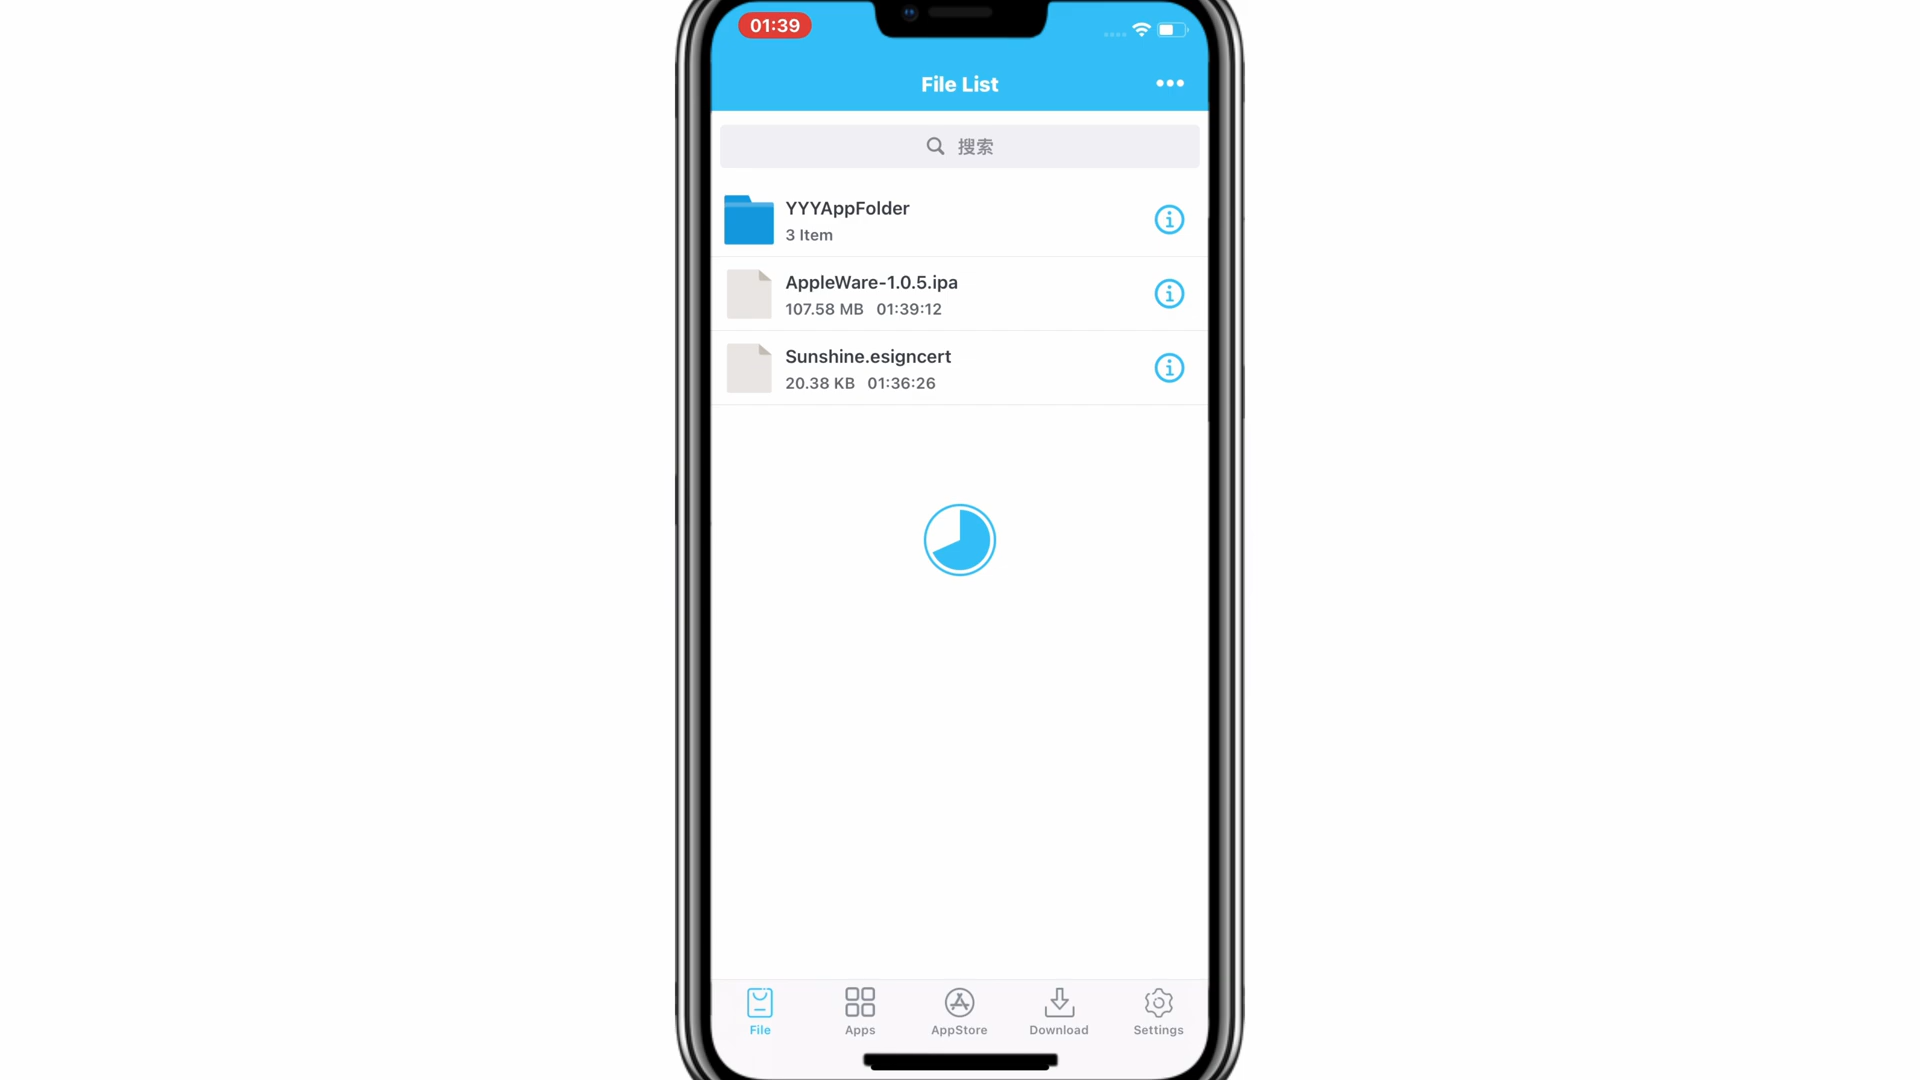 01:39
File List
搜索
YYYAppFolder
3 Item
AppleWare-1.0.5.ipa
107.58 MB 01:39:12
Sunshine.esigncert
20.38 KB 01:36:26
File
Apps
AppStore
Download
Settings